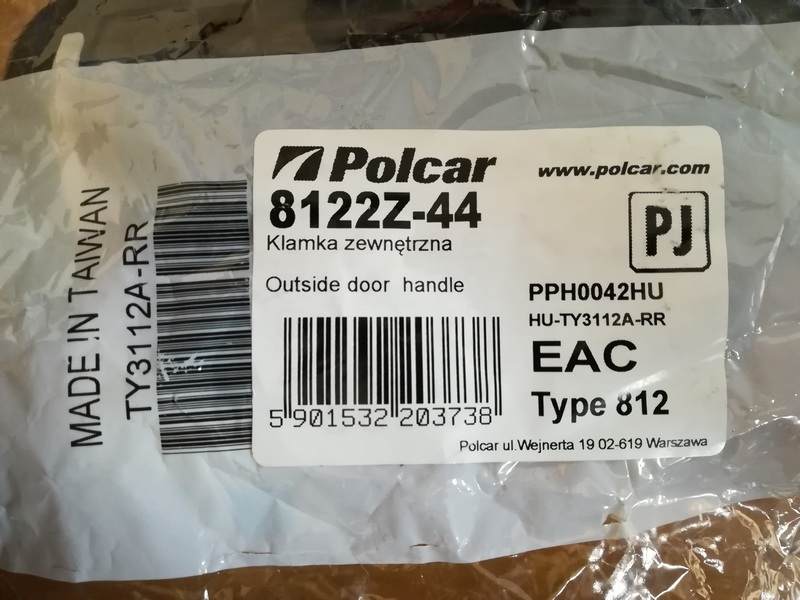 MADE IN TAIWAN
TY3112A-RR
Polcar
www.polcar.com
8122Z-44
Klamka zewnętrzna
PJ
Outside door handle
PPH0042HU
HU-TY3112A-RR
EAC
Type 812
5 901532 203738
Polcar ul.Wejnerta 19 02-619 Warszawa